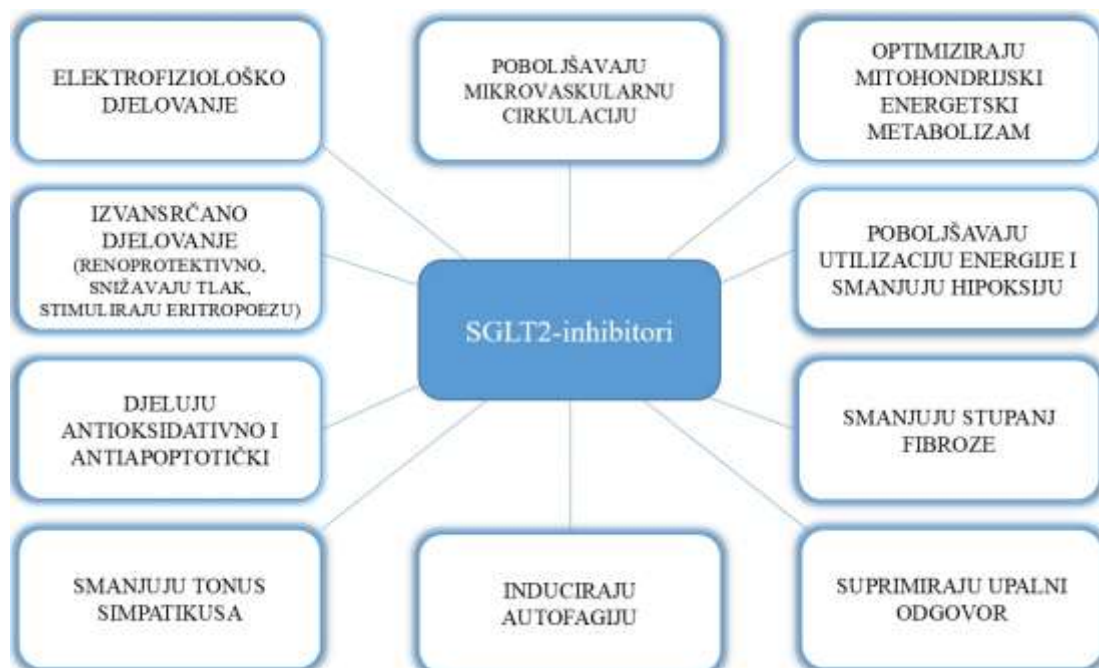 ELEKTROFIZIOLOŠKO
DJELOVANJE
POBOLJŠAVAJU
MIKROVASKULARNU
CIRKULACIJU
OPTIMIZIRAJU
MITOHONDRIJSKI
ENERGETSKI
METABOLIZAM
IZVANSRČANO
DJELOVANJE
(RENOPROTEKTIVNO,
SNIŽAVAJU TLAK,
STIMULIRAJU ERITROPOEZU)
POBOLJŠAVAJU
UTILIZACIJU ENERGIJE I
SMANJUJU HIPOKSIJU
SGLT2-inhibitori
DJELUJU
ANTIOKSIDATIVNO I
ANTIAPOPTOTIČKI
SMANJUJU STUPANJ
FIBROZE
SMANJUJU TONUS
SIMPATIKUSA
INDUCIRAJU
AUTOFAGIJU
SUPRIMIRAJU UPALNI
ODGOVOR